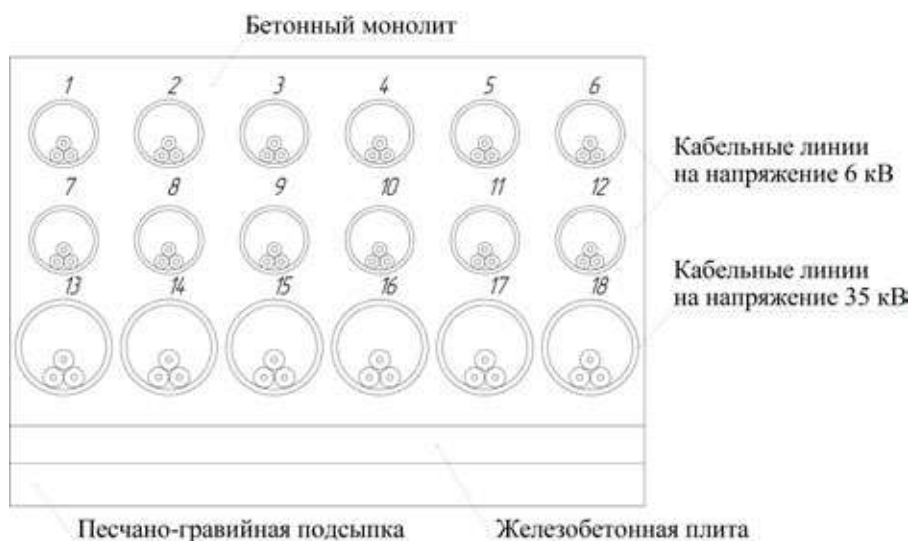 Бетонный монолит
1 2 3 4 5 6
Кабельные линии
на напряжение 6 кВ
7 8 9 10 11 12
Кабельные линии
на напряжение 35 кВ
13 14 15 16 17 18
Песчано-гравийная подсыпка
Железобетонная плита